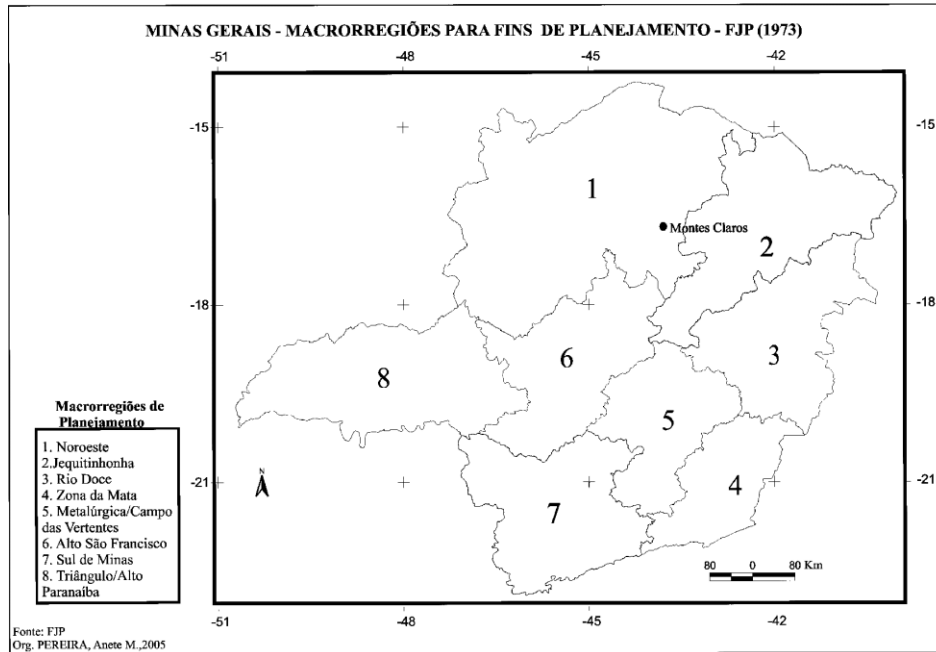 MINAS GERAIS - MACRORREGIÕES PARA FINS DE PLANEJAMENTO - FJP (1973)
-51
-48
-45
-42
-15
-15
1
Montes Claros
2
-18
-18
6
3
8
5
Macrorregiões de
Planejamento
1. Noroeste
2.Jequitinhonha
3. Rio Doce
4. Zona da Mata
5. Metalúrgica/Campo
das Vertentes
6. Alto São Francisco
7. Sul de Minas
8. Triângulo/Alto
Paranaíba
N
-21
-21
4
7
80 0 80 Km
-51
-48
-45
-42
Fonte: FJP
Org. PEREIRA, Anete M.,2005